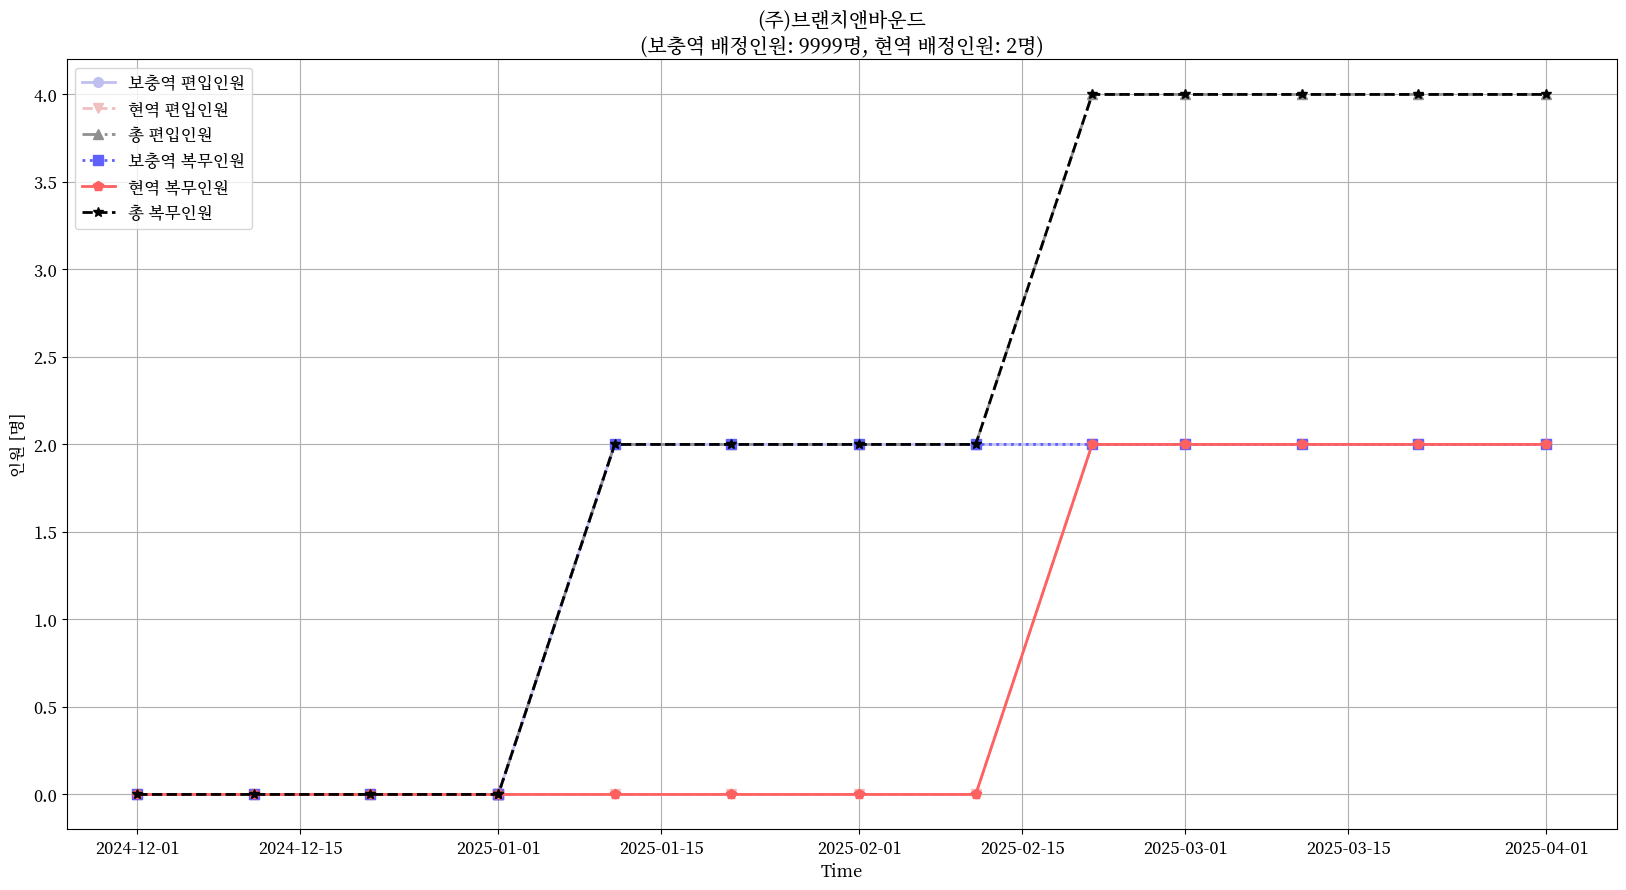 (주)브랜치앤바운드
(보충역 배정인원: 9999명, 현역 배정인원: 2명)
보충역 편입인원
현역 편입인원
총 편입인원
보충역 복무인원
현역 복무인원
총 복무인원
인원 [명]
4.0
3.5
3.0
2.5
2.0
1.5
1.0
0.5
0.0
2024-12-01 2024-12-15 2025-01-01 2025-01-15 2025-02-01 2025-02-15 2025-03-01 2025-03-15 2025-04-01
Time